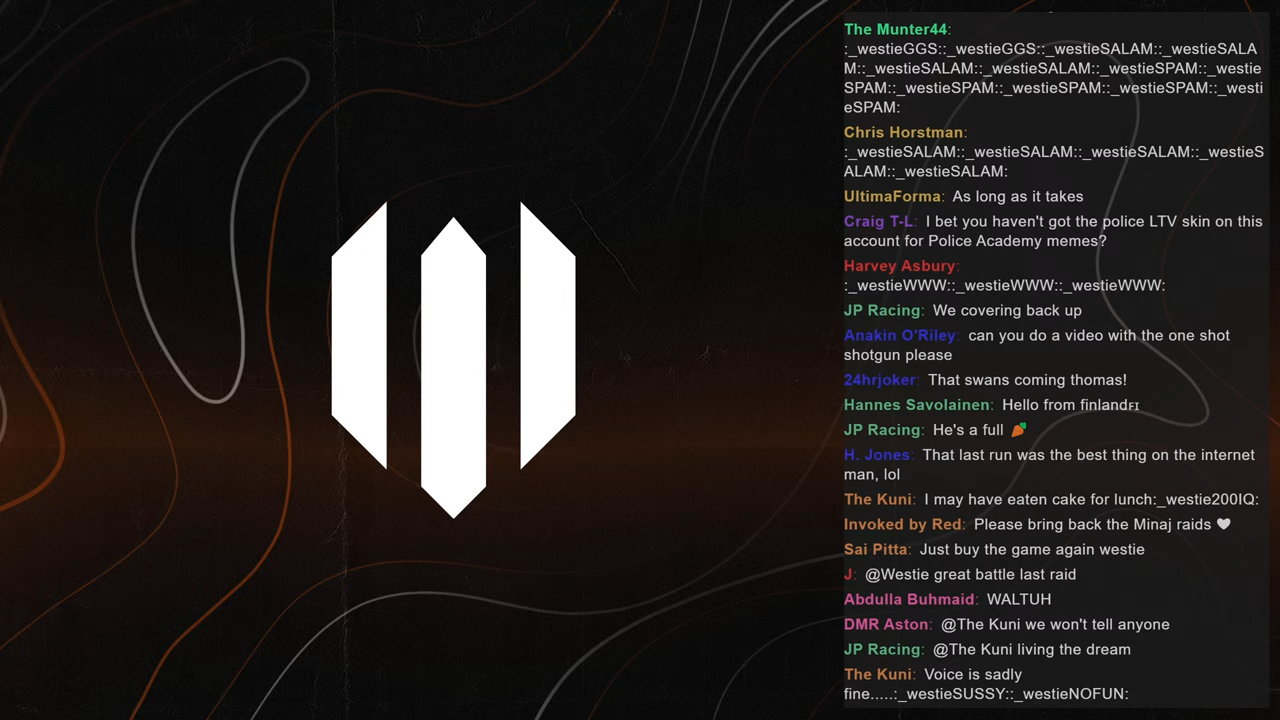 The Munter44:
:_westieGGS::_westieGGS::_westieSALAM::_westieSALA
M::_westieSALAM::_westieSALAM::_westieSPAM::_westie
SPAM::_westieSPAM::_westieSPAM::_westieSPAM::_westi
eSPAM:
Chris Horstman:
:_westieSALAM::_westieSALAM::_westieSALAM::_westieS
ALAM::_westieSALAM:
UltimaForma: As long as it takes
Craig T-L: I bet you haven't got the police LTV skin on this
account for Police Academy memes?
Harvey Asbury:
:_westieWWW::_westieWWW::_westieWWW:
JP Racing: We covering back up
Anakin O'Riley: can you do a video with the one shot
shotgun please
24hrjoker: That swans coming thomas!
Hannes Savolainen: Hello from finland🇫🇮
JP Racing: He's a full 🥕
H. Jones: That last run was the best thing on the internet
man, lol
The Kuni: I may have eaten cake for lunch:_westie200IQ:
Invoked by Red: Please bring back the Minaj raids ♥
Sai Pitta: Just buy the game again westie
J: @Westie great battle last raid
Abdulla Buhmaid: WALTUH
DMR Aston: @The Kuni we won't tell anyone
JP Racing: @The Kuni living the dream
The Kuni: Voice is sadly
fine.....:_westieSUSSY::_westieNOFUN: